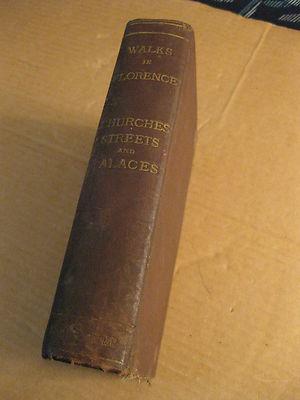 WALKS
IN
FLORENCE
CHURCHES
STREETS
AND
PALACES